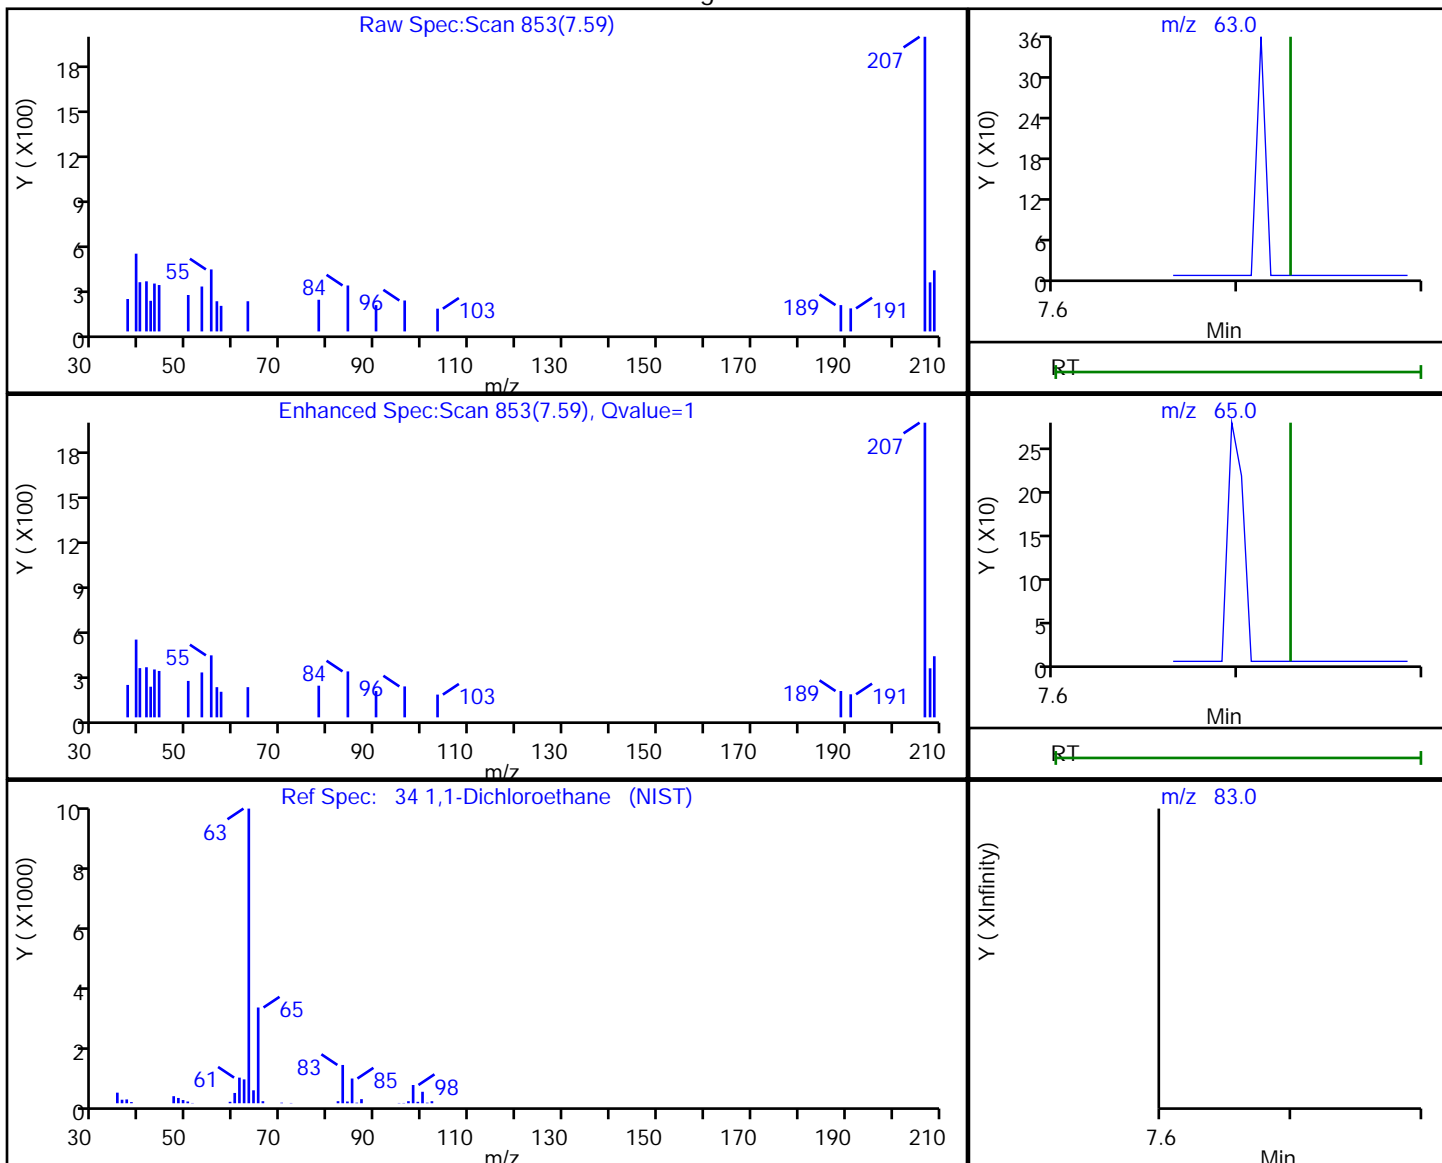 Raw Spec:Scan 853(7.59)
Y ( X100)
18
15
12
9
6
3
0
207
55
84
96
103
189
191
30 50 70 90 110 130 150 170 190 210
m/z
m/z 63.0
Y ( X10)
36
30
24
18
12
6
0
7.6
Min
RT
Enhanced Spec:Scan 853(7.59), Qvalue=1
Y ( X100)
18
15
12
9
6
3
0
207
55
84
96
103
189
191
30 50 70 90 110 130 150 170 190 210
m/z
m/z 65.0
Y ( X10)
25
20
15
10
5
0
7.6
Min
RT
Ref Spec: 34 1,1-Dichloroethane (NIST)
Y ( X1000)
10
8
6
4
2
0
63
65
61
83
85
98
30 50 70 90 110 130 150 170 190 210
m/z
m/z 83.0
Y ( XInfinity)
7.6
Min